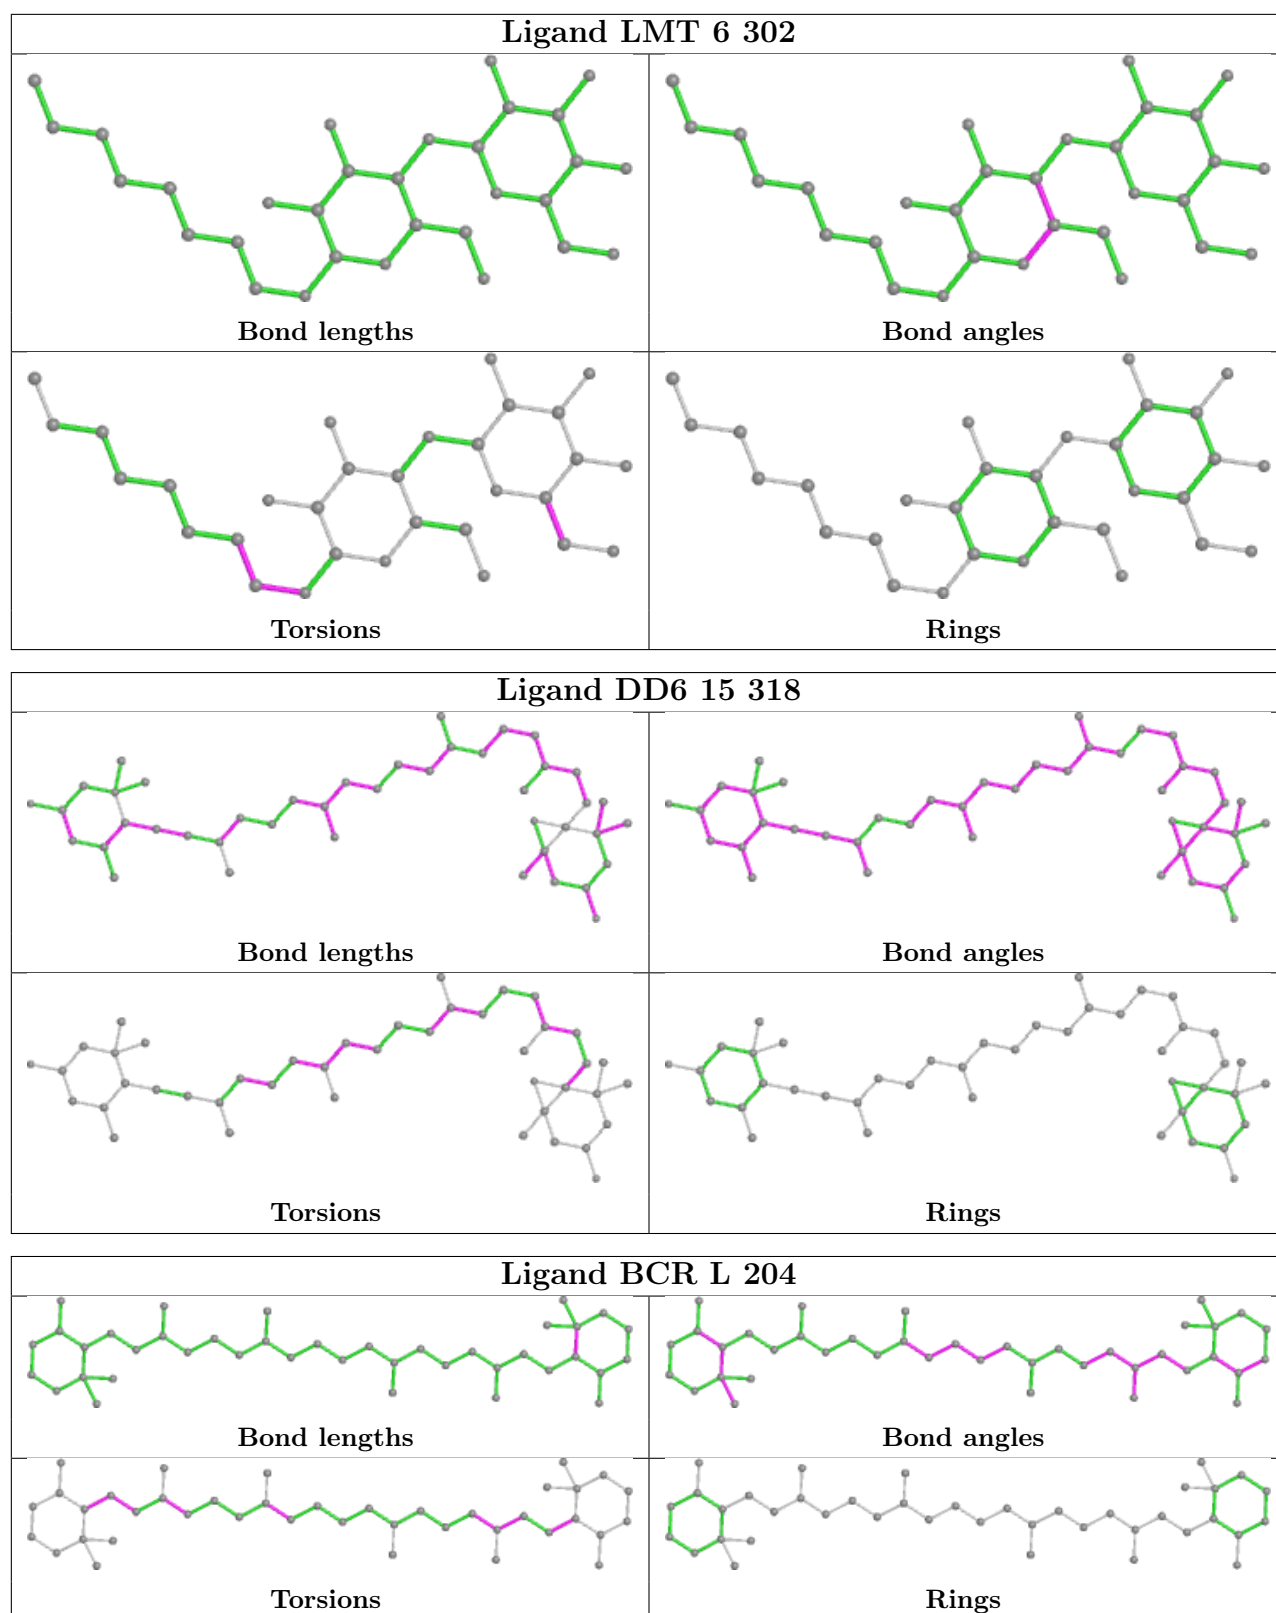 Ligand LMT 6 302
Bond lengths
Bond angles
Torsions
Rings
Ligand DD6 15 318
Bond lengths
Bond angles
Torsions
Rings
Ligand BCR L 204
Bond lengths
Bond angles
Torsions
Rings